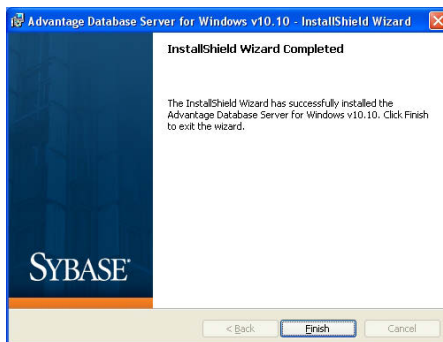 Advantage Database Server for Windows v10.10 - InstallShield Wizard
InstallShield Wizard Completed
The InstallShield Wizard has successfully installed the
Advantage Database Server for Windows v10.10. Click Finish
to exit the wizard.
SYBASE
< Back Finish Cancel